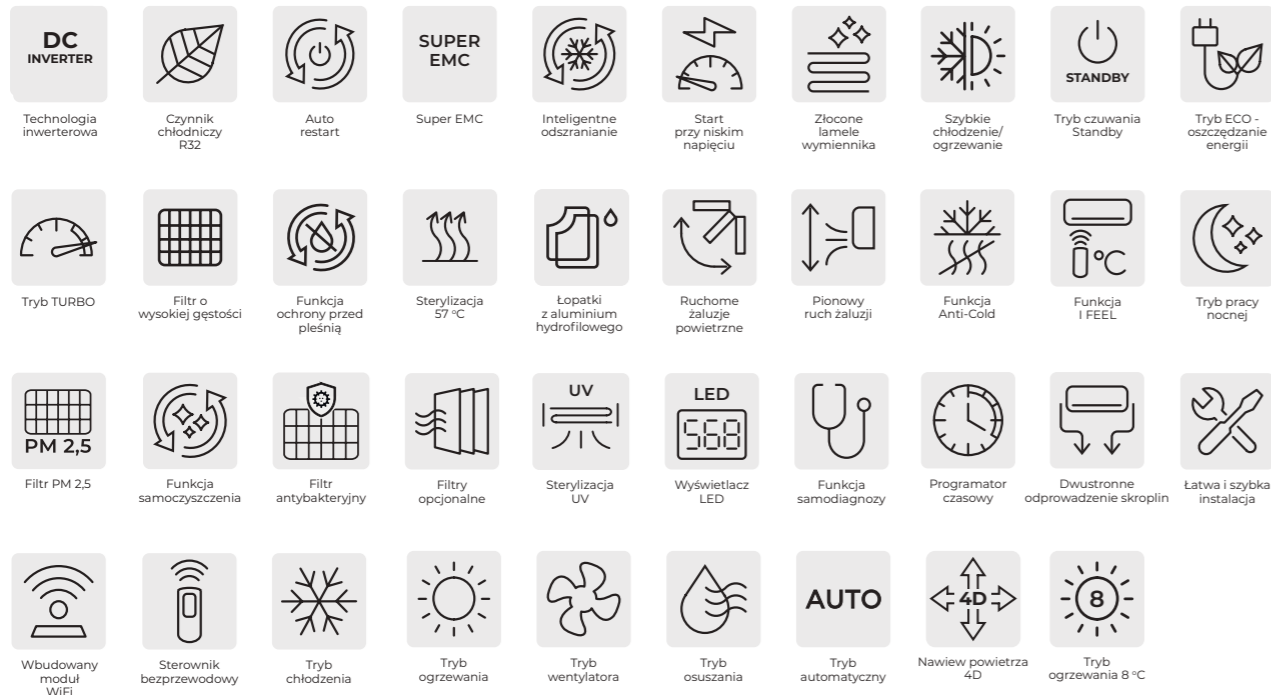 DC
INVERTER
Technologia
inwerterowa
Czynnik
chłodniczy
R32
Auto
restart
SUPER
EMC
Super EMC
Inteligentne
odszranianie
Start
przy niskim
napięciu
Złocone
lamele
wymiennika
Szybkie
chłodzenie/
ogrzewanie
STANDBY
Tryb czuwania
Standby
Tryb ECO -
oszczędzanie
energii
Tryb TURBO
Filtr o
wysokiej gęstości
Funkcja
ochrony przed
pleśnią
Sterylizacja
57 °C
Łopatki
z aluminium
hydrofilowego
Ruchome
żaluzje
powietrzne
Pionowy
ruch żaluzji
Funkcja
Anti-Cold
°C
Funkcja
I FEEL
Tryb pracy
nocnej
PM 2,5
Filtr PM 2,5
Funkcja
samoczyszczenia
Filtr
antybakteryjny
Filtry
opcjonalne
UV
Sterylizacja
UV
LED
568
Wyświetlacz
LED
Funkcja
samodiagnozy
Programator
czasowy
Dwustronne
odprowadzenie skroplin
Łatwa i szybka
instalacja
Wbudowany
moduł
WiFi
Sterownik
bezprzewodowy
Tryb
chłodzenia
Tryb
ogrzewania
Tryb
wentylatora
Tryb
osuszania
AUTO
Tryb
automatyczny
4D
Nawiew powietrza
4D
8
Tryb
ogrzewania 8 °C